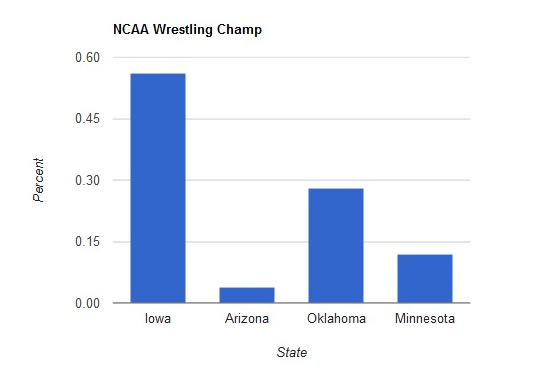 NCAA Wrestling Champ
0.60
0.45
0.30
0.15
0.00
Percent
Iowa Arizona Oklahoma Minnesota
State